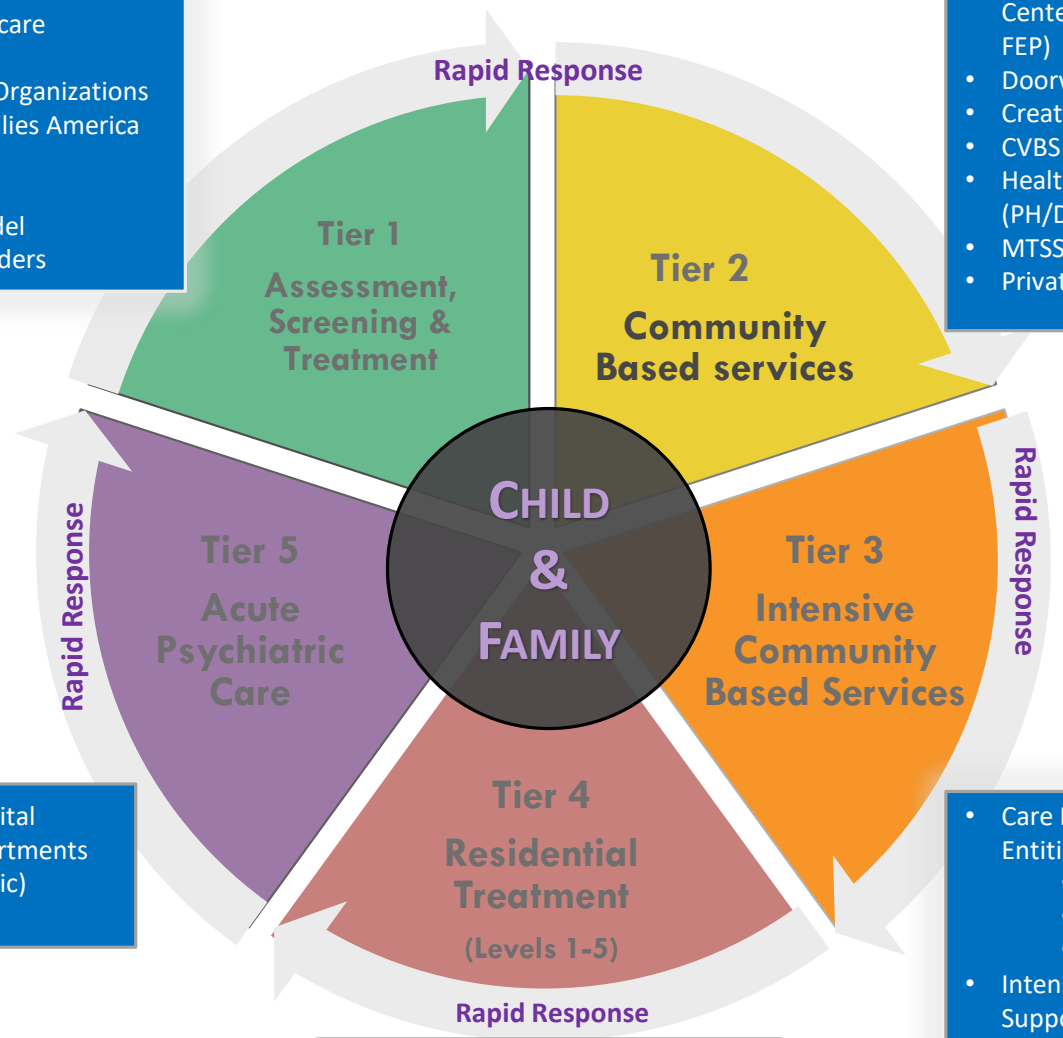 care
Organizations
lies America
del
ders
Rapid Response
Cente
FEP)
Doorw
Creat
CVBS
Healt
(PH/D
MTSS
Privat
Tier 1
Assessment,
Screening &
Treatment
Tier 2
Community
Based services
CHILD
&
FAMILY
Rapid Response
Tier 5
Acute
Psychiatric
Care
Tier 3
Intensive
Community
Based Services
Rapid Response
Tier 4
Residential
Treatment
(Levels 1-5)
Rapid Response
ital
artments
ic)
Care
Entiti
Inten
Suppo